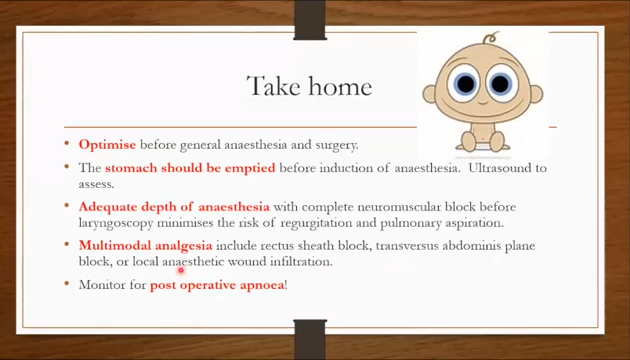 Take home
• Optimise before general anaesthesia and surgery.
• The stomach should be emptied before induction of anaesthesia. Ultrasound to
assess.
• Adequate depth of anaesthesia with complete neuromuscular block before
laryngoscopy minimises the risk of regurgitation and pulmonary aspiration.
• Multimodal analgesia include rectus sheath block, transversus abdominis plane
block, or local anaesthetic wound infiltration.
• Monitor for post operative apnoea!